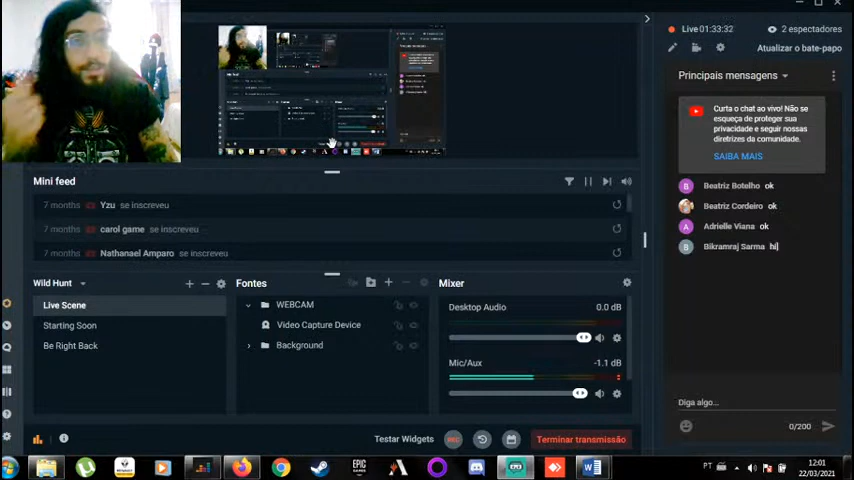 Live 01:33:32
2 espectadores
Atualizar o bate-papo
Principais mensagens
Curta o chat ao vivo! Não se
esqueça de proteger sua
privacidade e seguir nossas
diretrizes da comunidade.
SAIBA MAIS
B Beatriz Botelho ok
Beatriz Cordeiro ok
A Adrielle Viana ok
B Bikramraj Sarma hi
Diga algo...
0/200
Mini feed
7 months Yzu se inscreveu
7 months carol game se inscreveu
7 months Nathanael Amparo se inscreveu
Wild Hunt
Live Scene
Starting Soon
Be Right Back
Fontes
WEBCAM
Video Capture Device
Background
Mixer
Desktop Audio 0.0 dB
Mic/Aux -1.1 dB
Testar Widgets
REC
Terminar transmissão
EPIC
GAMES
W
PT
12:01
22/03/2021